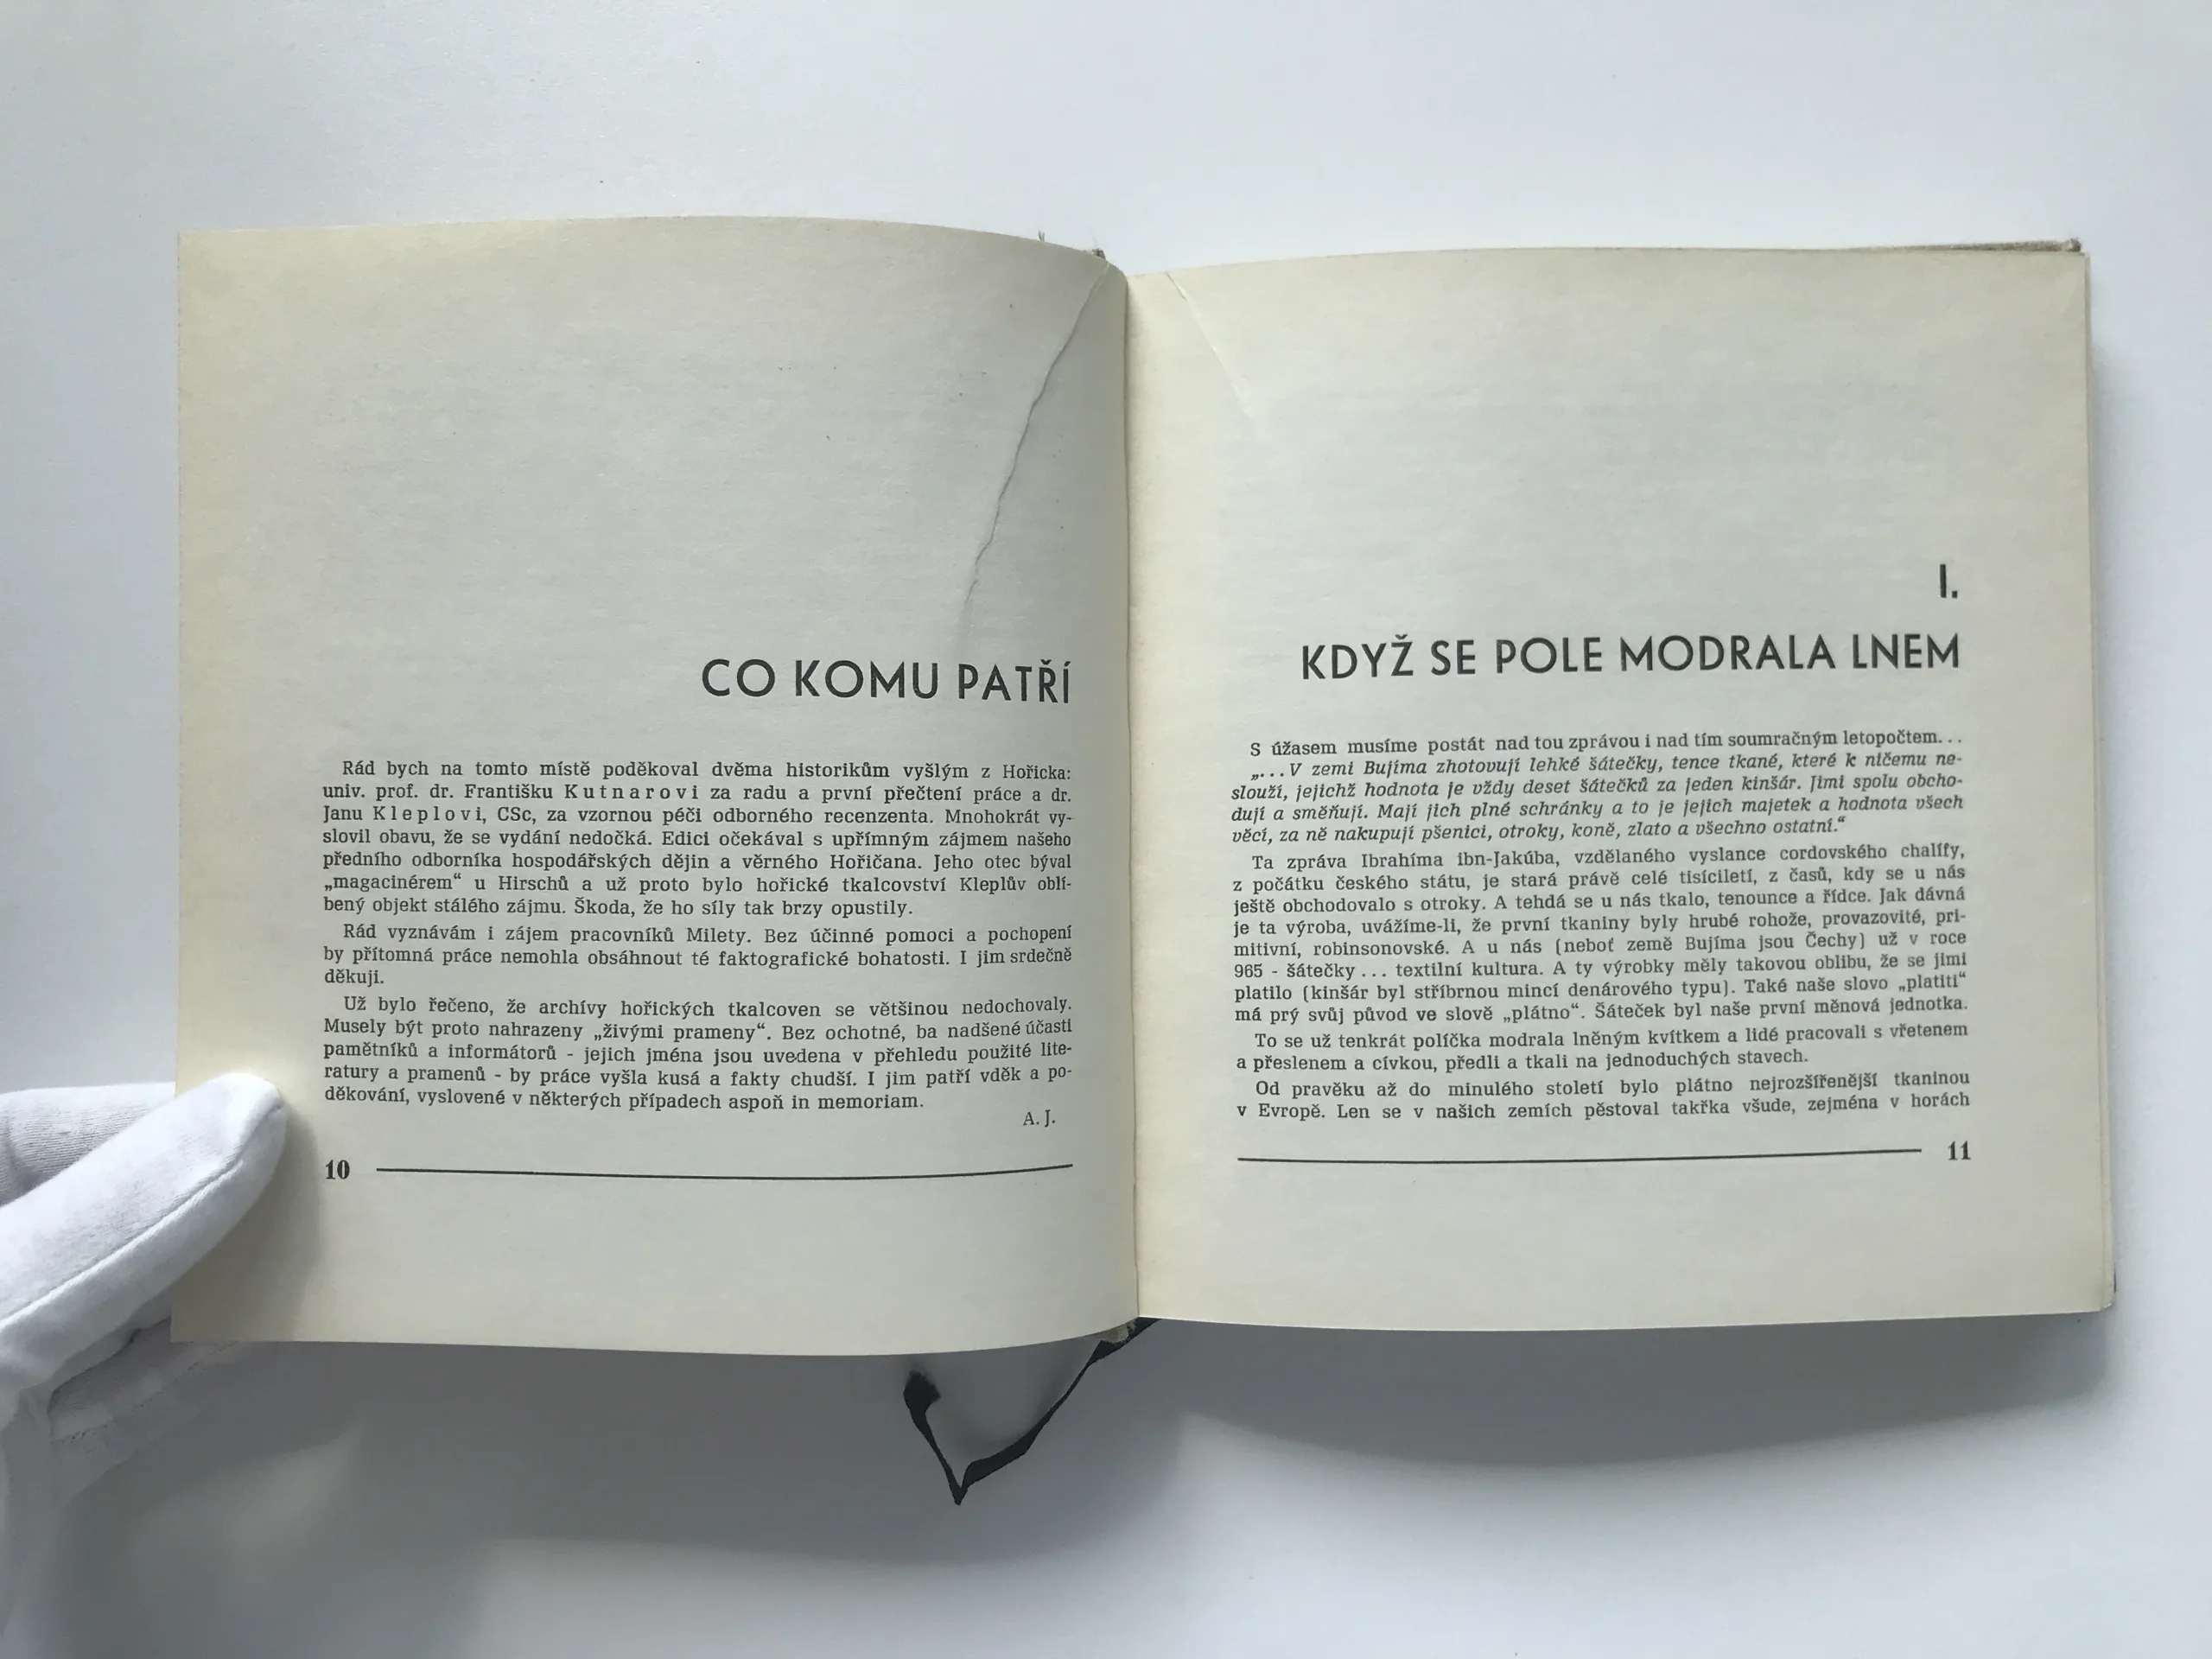 CO KOMU PATŘÍ
Rád bych na tomto místě poděkoval dvěma historikům vyšlým z Hořicka:
univ. prof. dr. Františku Kutnarovi za radu a první přečtení práce a dr.
Janu Kleplovi, CSc, za vzornou péči odborného recenzenta. Mnohokrát vy-
slovil obavu, že se vydání nedočká. Edici očekával s upřímným zájmem našeho
předního odborníka hospodářských dějin a věrného Hořičana. Jeho otec býval
„magacinérem“ u Hirschů a už proto bylo hořické tkalcovství Kleplův oblí-
bený objekt stálého zájmu. Škoda, že ho síly tak brzy opustily.
Rád vyznávám i zájem pracovníků Milety. Bez účinné pomoci a pochopení
by přítomná práce nemohla obsáhnout té faktografické bohatosti. I jim srdečně
děkuji.
Už bylo řečeno, že archívy hořických tkalcoven se většinou nedochovaly.
Musely být proto nahrazeny „živými prameny“. Bez ochotné, ba nadšené účasti
pamětníků a informátorů - jejich jména jsou uvedena v přehledu použité lite-
ratury a pramenů - by práce vyšla kusá a fakty chudší. I jim patří vděk a po-
děkování, vyslovené v některých případech aspoň in memoriam.
A. J.
10
I.
KDYŽ SE POLE MODRALA LNEM
S úžasem musíme postát nad tou zprávou i nad tím soumračným letopočtem...
„...V zemi Bujíma zhotovují lehké šátečky, tence tkané, které k ničemu ne-
slouží, jejichž hodnota je vždy deset šátečků za jeden kinšár. Jimi spolu obcho-
dují a směňují. Mají jich plné schránky a to je jejich majetek a hodnota všech
věcí, za ně nakupují pšenici, otroky, koně, zlato a všechno ostatní.“
Ta zpráva Ibrahíma ibn-Jakúba, vzdělaného vyslance cordovského chalífy,
z počátku českého státu, je stará právě celé tisíciletí, z časů, kdy se u nás
ještě obchodovalo s otroky. A tehdá se u nás tkalo, tenounce a řídce. Jak dávná
je ta výroba, uvážíme-li, že první tkaniny byly hrubé rohože, provazovité, pri-
mitivní, robinsonovské. A u nás (neboť země Bujíma jsou Čechy) už v roce
965 - šátečky... textilní kultura. A ty výrobky měly takovou oblibu, že se jimi
platilo (kinšár byl stříbrnou mincí denárového typu). Také naše slovo „platiti“
má prý svůj původ ve slově „plátno“. Šáteček byl naše první měnová jednotka.
To se už tenkrát políčka modrala lněným kvítkem a lidé pracovali s vřetenem
a přeslenem a cívkou, předli a tkali na jednoduchých stavech.
Od pravěku až do minulého století bylo plátno nejrozšířenější tkaninou
v Evropě. Len se v našich zemích pěstoval takřka všude, zejména v horách
11